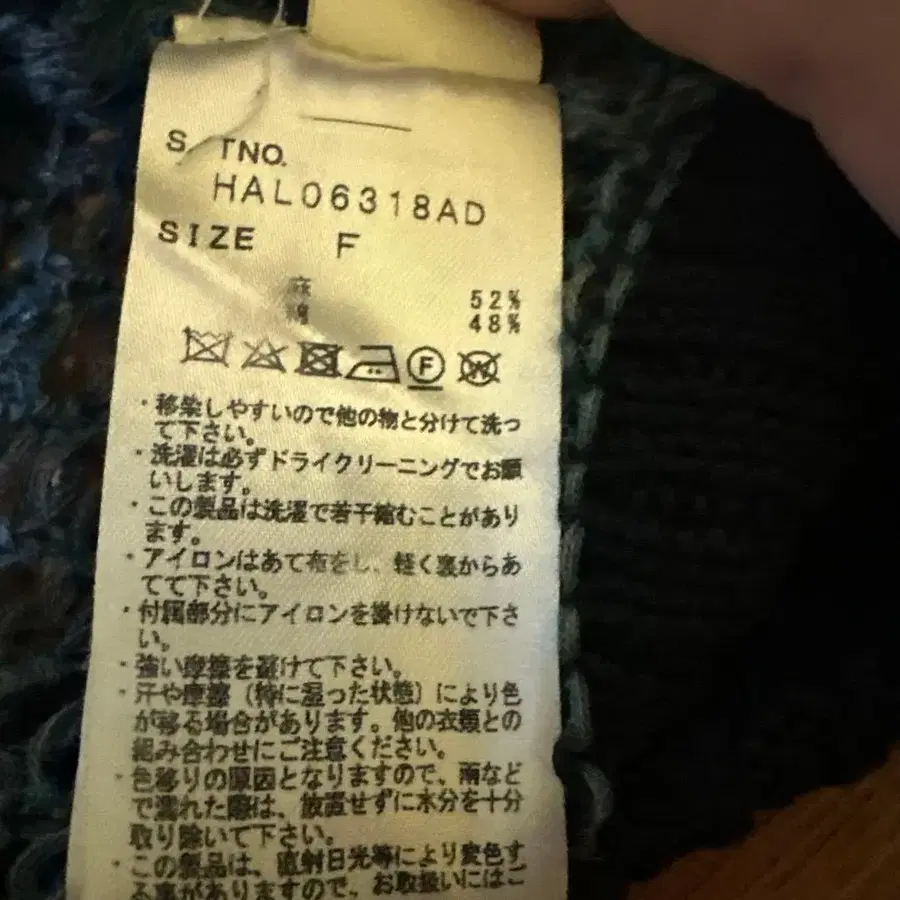 S TNO.
HAL06318AD
SIZE F
麻 52%
綿 48%
F W
・移染しやすいので他の物と分けて洗っ
て下さい。
・洗濯は必ずドライクリーニングでお願
いします。
・この製品は洗濯で若干縮むことがあり
ます。
・アイロンはあて布をし、軽く裏からあ
てて下さい。
・付属部分にアイロンを掛けないで下さ
い。
・強い摩擦を避けて下さい。
・汗や摩擦（特に湿った状態）により色
が移る場合があります。他の衣類との
組み合わせにご注意ください。
・色移りの原因となりますので、雨など
で濡れた際は、放置せずに水分を十分
取り除いて下さい。
・この製品は、直射日光等により変色す
る事がありますので、お取扱いにはご